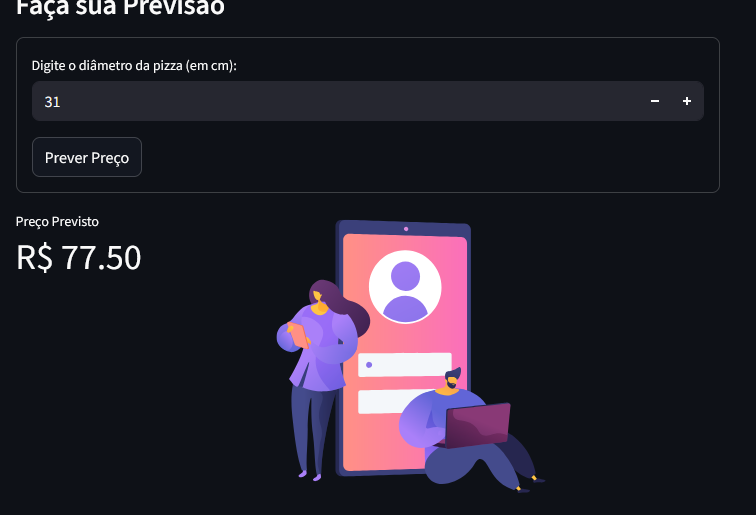 Faça sua Previsão
Digite o diâmetro da pizza (em cm):
31
Prever Preço
Preço Previsto
R$ 77.50